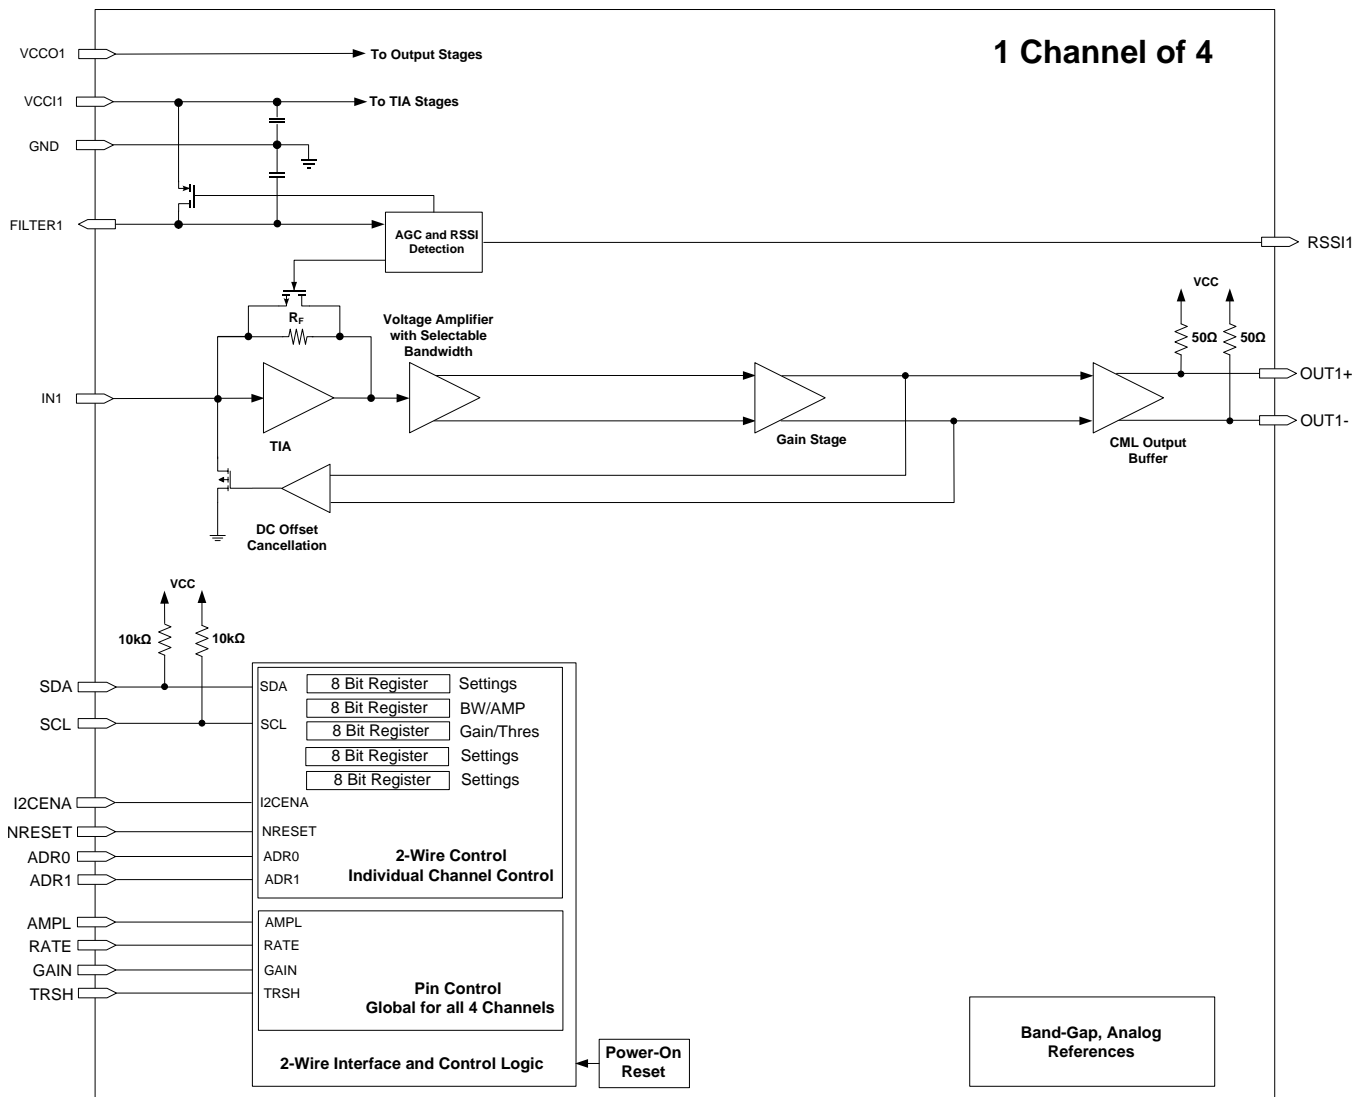 1 Channel of 4
VCCO1
To Output Stages
VCCI1
To TIA Stages
GND
FILTER1
AGC and RSSI
Detection
RSSI1
RF
Voltage Amplifier
with Selectable
Bandwidth
VCC
50Ω
50Ω
IN1
TIA
Gain Stage
CML Output
Buffer
OUT1+
OUT1-
DC Offset
Cancellation
VCC
10kΩ
10kΩ
SDA
SDA
8 Bit Register
Settings
8 Bit Register
BW/AMP
SCL
SCL
8 Bit Register
Gain/Thres
8 Bit Register
Settings
8 Bit Register
Settings
I2CENA
I2CENA
NRESET
NRESET
ADR0
ADR0
ADR1
ADR1
2-Wire Control
Individual Channel Control
AMPL
AMPL
RATE
RATE
GAIN
GAIN
TRSH
TRSH
Pin Control
Global for all 4 Channels
2-Wire Interface and Control Logic
Power-On
Reset
Band-Gap, Analog
References